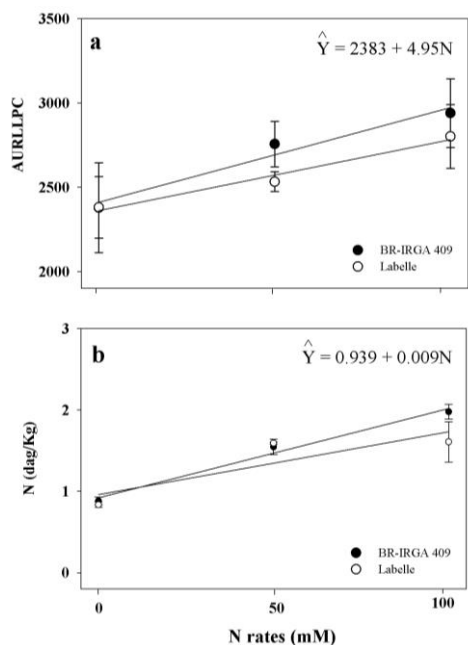 a
Ŷ = 2383 + 4.95N
3500
3000
2500
2000
AURLLPC
BR-IRGA 409
Labelle
b
Ŷ = 0.939 + 0.009N
3
2
1
0
N (dag/Kg)
BR-IRGA 409
Labelle
0 50 100
N rates (mM)